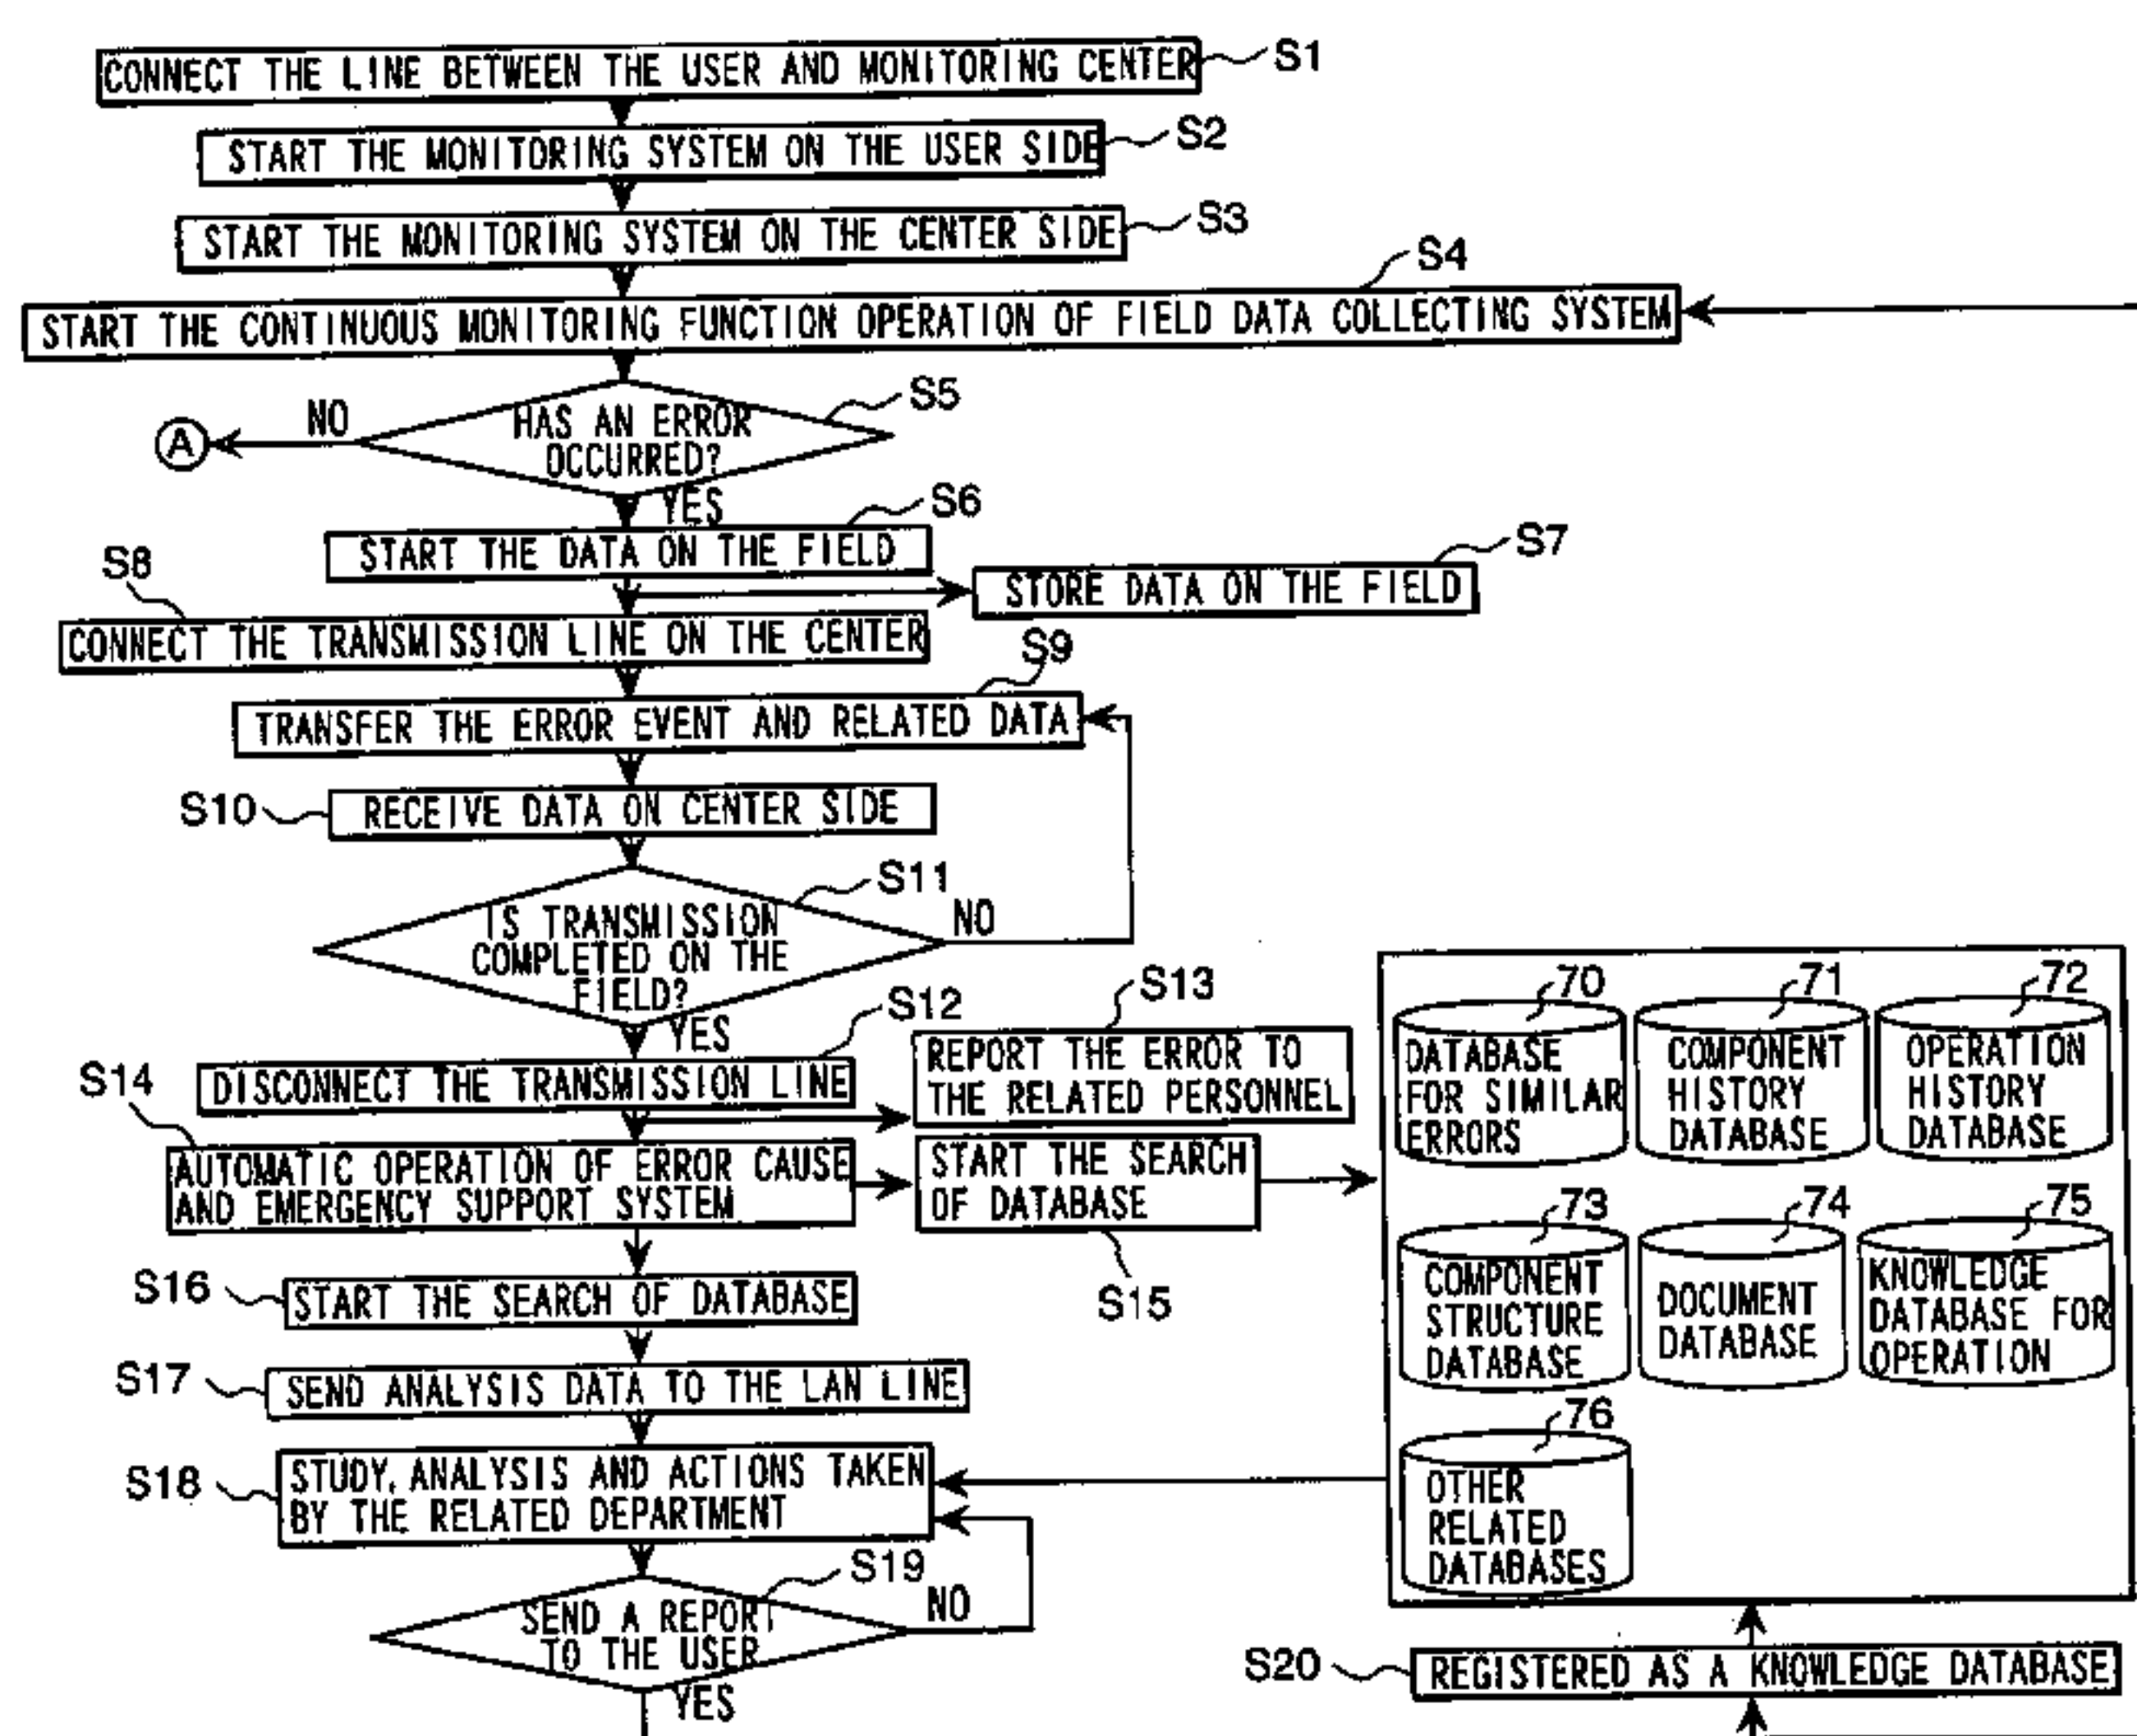 CONNECT THE LINE BETWEEN THE USER AND MONITORING CENTER
S1
START THE MONITORING SYSTEM ON THE USER SIDE
S2
START THE MONITORING SYSTEM ON THE CENTER SIDE
S3
S4
START THE CONTINUOUS MONITORING FUNCTION OPERATION OF FIELD DATA COLLECTING SYSTEM
S5
A
NO
HAS AN ERROR
OCCURRED?
YES
S6
START THE DATA ON THE FIELD
S7
STORE DATA ON THE FIELD
S8
CONNECT THE TRANSMISSION LINE ON THE CENTER
S9
TRANSFER THE ERROR EVENT AND RELATED DATA
S10
RECEIVE DATA ON CENTER SIDE
S11
IS TRANSMISSION
COMPLETED ON THE
FIELD?
NO
YES
S12
DISCONNECT THE TRANSMISSION LINE
S13
REPORT THE ERROR TO
THE RELATED PERSONNEL
S14
AUTOMATIC OPERATION OF ERROR CAUSE
AND EMERGENCY SUPPORT SYSTEM
START THE SEARCH
OF DATABASE
S15
70
DATABASE
FOR SIMILAR
ERRORS
71
COMPONENT
HISTORY
DATABASE
72
OPERATION
HISTORY
DATABASE
73
COMPONENT
STRUCTURE
DATABASE
74
DOCUMENT
DATABASE
75
KNOWLEDGE
DATABASE FOR
OPERATION
76
OTHER
RELATED
DATABASES
S16
START THE SEARCH OF DATABASE
S17
SEND ANALYSIS DATA TO THE LAN LINE
S18
STUDY, ANALYSIS AND ACTIONS TAKEN
BY THE RELATED DEPARTMENT
S19
SEND A REPORT
TO THE USER
NO
YES
S20
REGISTERED AS A KNOWLEDGE DATABASE